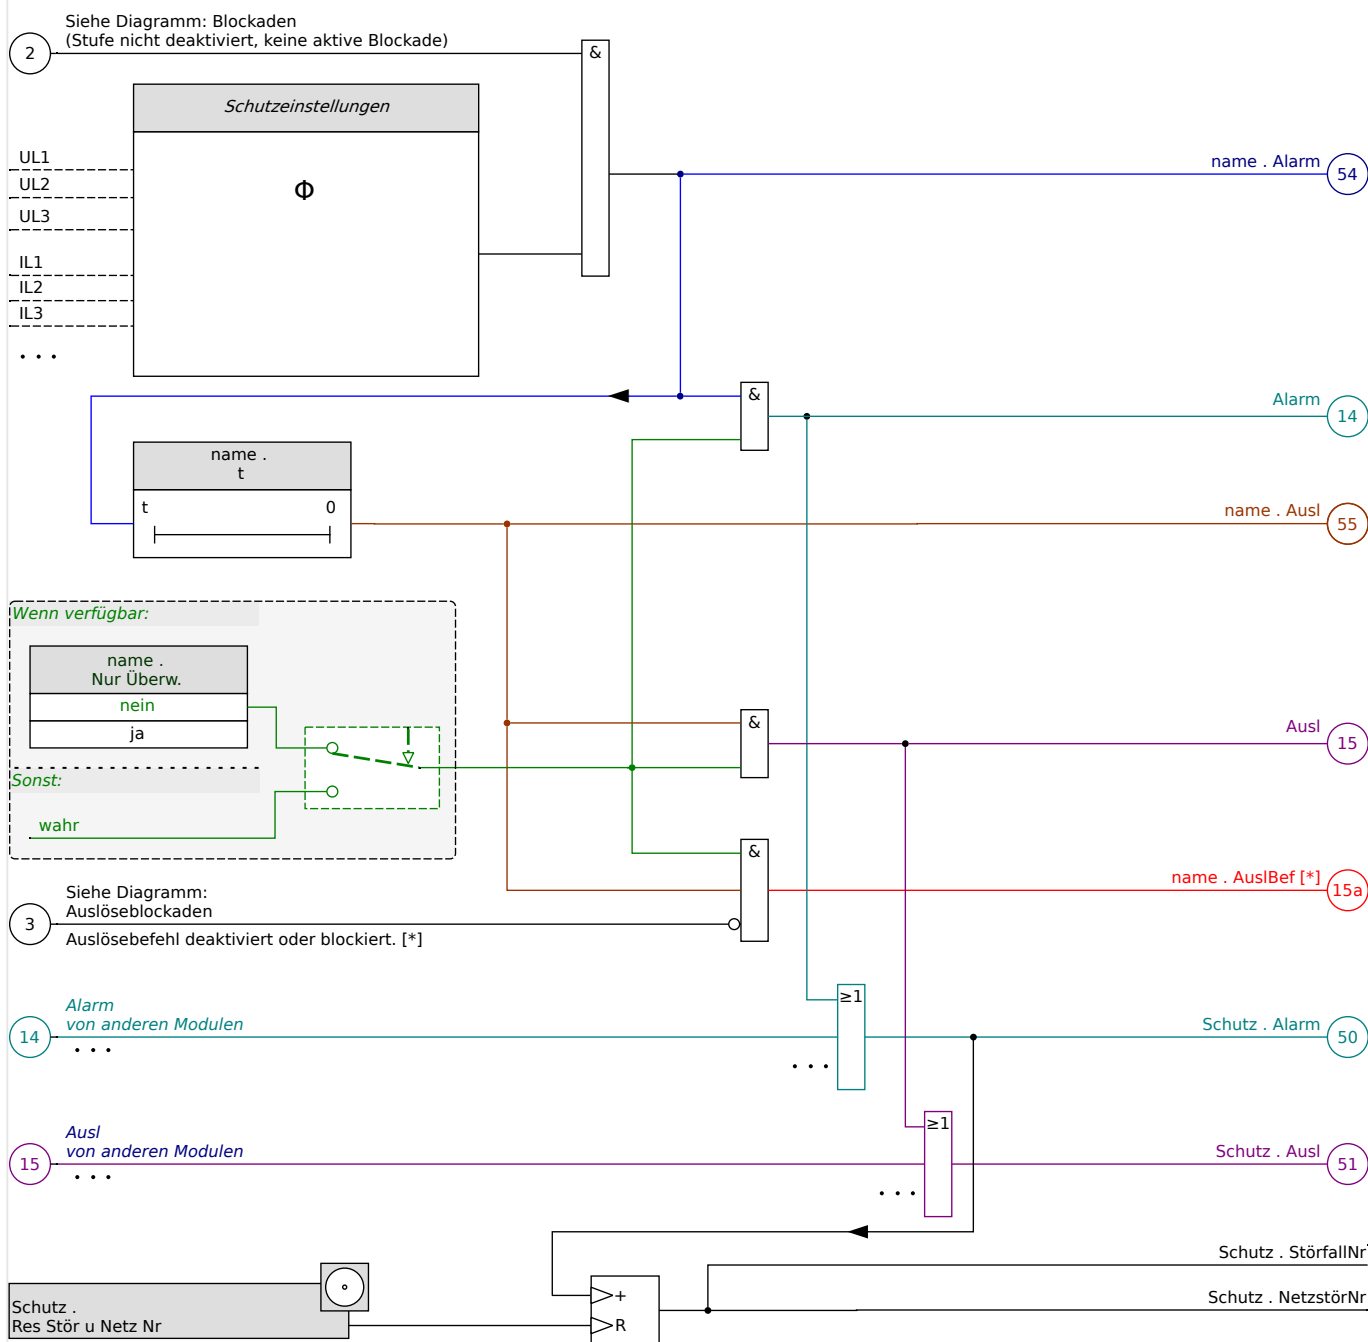 Siehe Diagramm: Blockaden
(Stufe nicht deaktiviert, keine aktive Blockade)
2
&
Schutzeinstellungen
Φ
UL1
UL2
UL3
IL1
IL2
IL3
. . .
name . Alarm
54
&
Alarm
14
name .
t
t 0
name . Ausl
55
Wenn verfügbar:
name .
Nur Überw.
nein
ja
Sonst:
wahr
&
Ausl
15
&
name . AuslBef [*]
15a
Siehe Diagramm:
Auslöseblockaden
3
Auslösebefehl deaktiviert oder blockiert. [*]
Alarm
von anderen Modulen
14
. . .
≥1
. . .
Schutz . Alarm
50
Ausl
von anderen Modulen
15
. . .
≥1
. . .
Schutz . Ausl
51
Schutz .
Res Stör u Netz Nr
+
R
Schutz . StörfallNr
Schutz . NetzstörNr